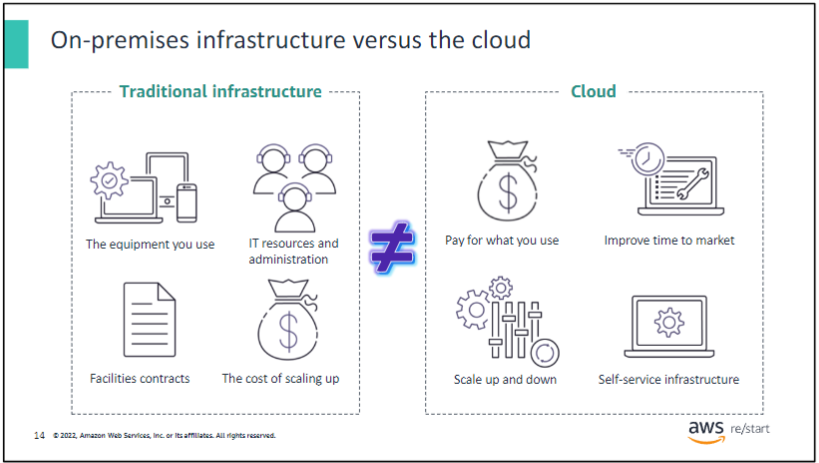 On-premises infrastructure versus the cloud
Traditional infrastructure
The equipment you use
IT resources and
administration
Facilities contracts
$
The cost of scaling up
≠
Cloud
$
Pay for what you use
Improve time to market
Scale up and down
Self-service infrastructure
14 © 2022, Amazon Web Services, Inc. or its affiliates. All rights reserved.
aws re/start